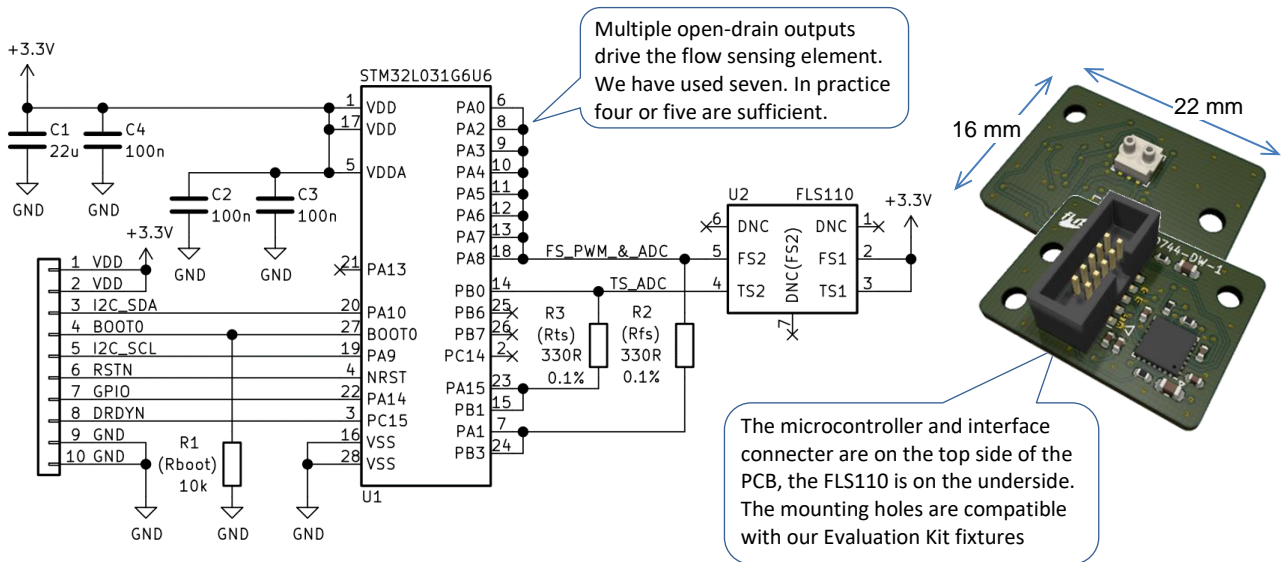 +3.3V
C1
22u
C4
100n
GND
GND
C2
100n
C3
100n
GND
GND
+3.3V
1 VDD
2 VDD
3 I2C_SDA
4 BOOT0
5 I2C_SCL
6 RSTN
7 GPIO
8 DRDYN
9 GND
10 GND
R1
(Rboot)
10k
GND
GND
GND
STM32L031G6U6
1 VDD
17 VDD
5 VDDA
21 PA13
20 PA10
27 BOOT0
19 PA9
4 NRST
22 PA14
3 PC15
16 VSS
28 VSS
U1
PA0 6
PA2 8
PA3 9
PA4 10
PA5 11
PA6 12
PA7 13
PA8 18
PB0 14
PB6 25
PB7 26
PC14 2
PA15 23
PB1 15
PA1 7
PB3 24
FS_PWM_&_ADC
TS_ADC
R3
(Rts)
330R
0.1%
R2
(Rfs)
330R
0.1%
U2 FLS110
6 DNC
5 FS2
4 TS2
DNC(FS2)
7
DNC 1
FS1 2
TS1 3
+3.3V
Multiple open-drain outputs
drive the flow sensing element.
We have used seven. In practice
four or five are sufficient.
16 mm
22 mm
744-DW-1
The microcontroller and interface
connecter are on the top side of the
PCB, the FLS110 is on the underside.
The mounting holes are compatible
with our Evaluation Kit fixtures